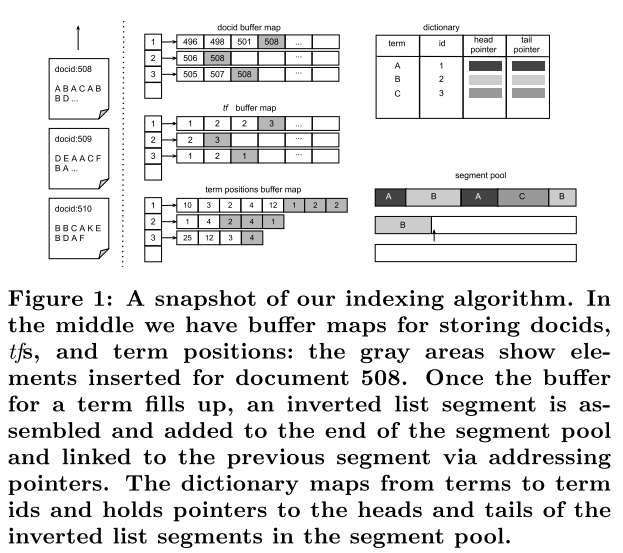 docid buffer map
dictionary
docid:508
A B A C A B
B D ...
1 496 498 501 508 ...
2 506 508 ...
3 505 507 508 ...
term id head pointer tail pointer
A 1
B 2
C 3
docid:509
D E A A C F
B A ...
tf buffer map
1 1 2 2 3 ...
2 2 3 ...
3 1 2 1 ...
docid:510
B B C A K E
B D A F
term positions buffer map
1 10 3 2 4 12 1 2 2
2 1 4 2 4 1
3 25 12 3 4
segment pool
A B A C B
B
Figure 1: A snapshot of our indexing algorithm. In
the middle we have buffer maps for storing docids,
tfs, and term positions: the gray areas show ele-
ments inserted for document 508. Once the buffer
for a term fills up, an inverted list segment is as-
sembled and added to the end of the segment pool
and linked to the previous segment via addressing
pointers. The dictionary maps from terms to term
ids and holds pointers to the heads and tails of the
inverted list segments in the segment pool.